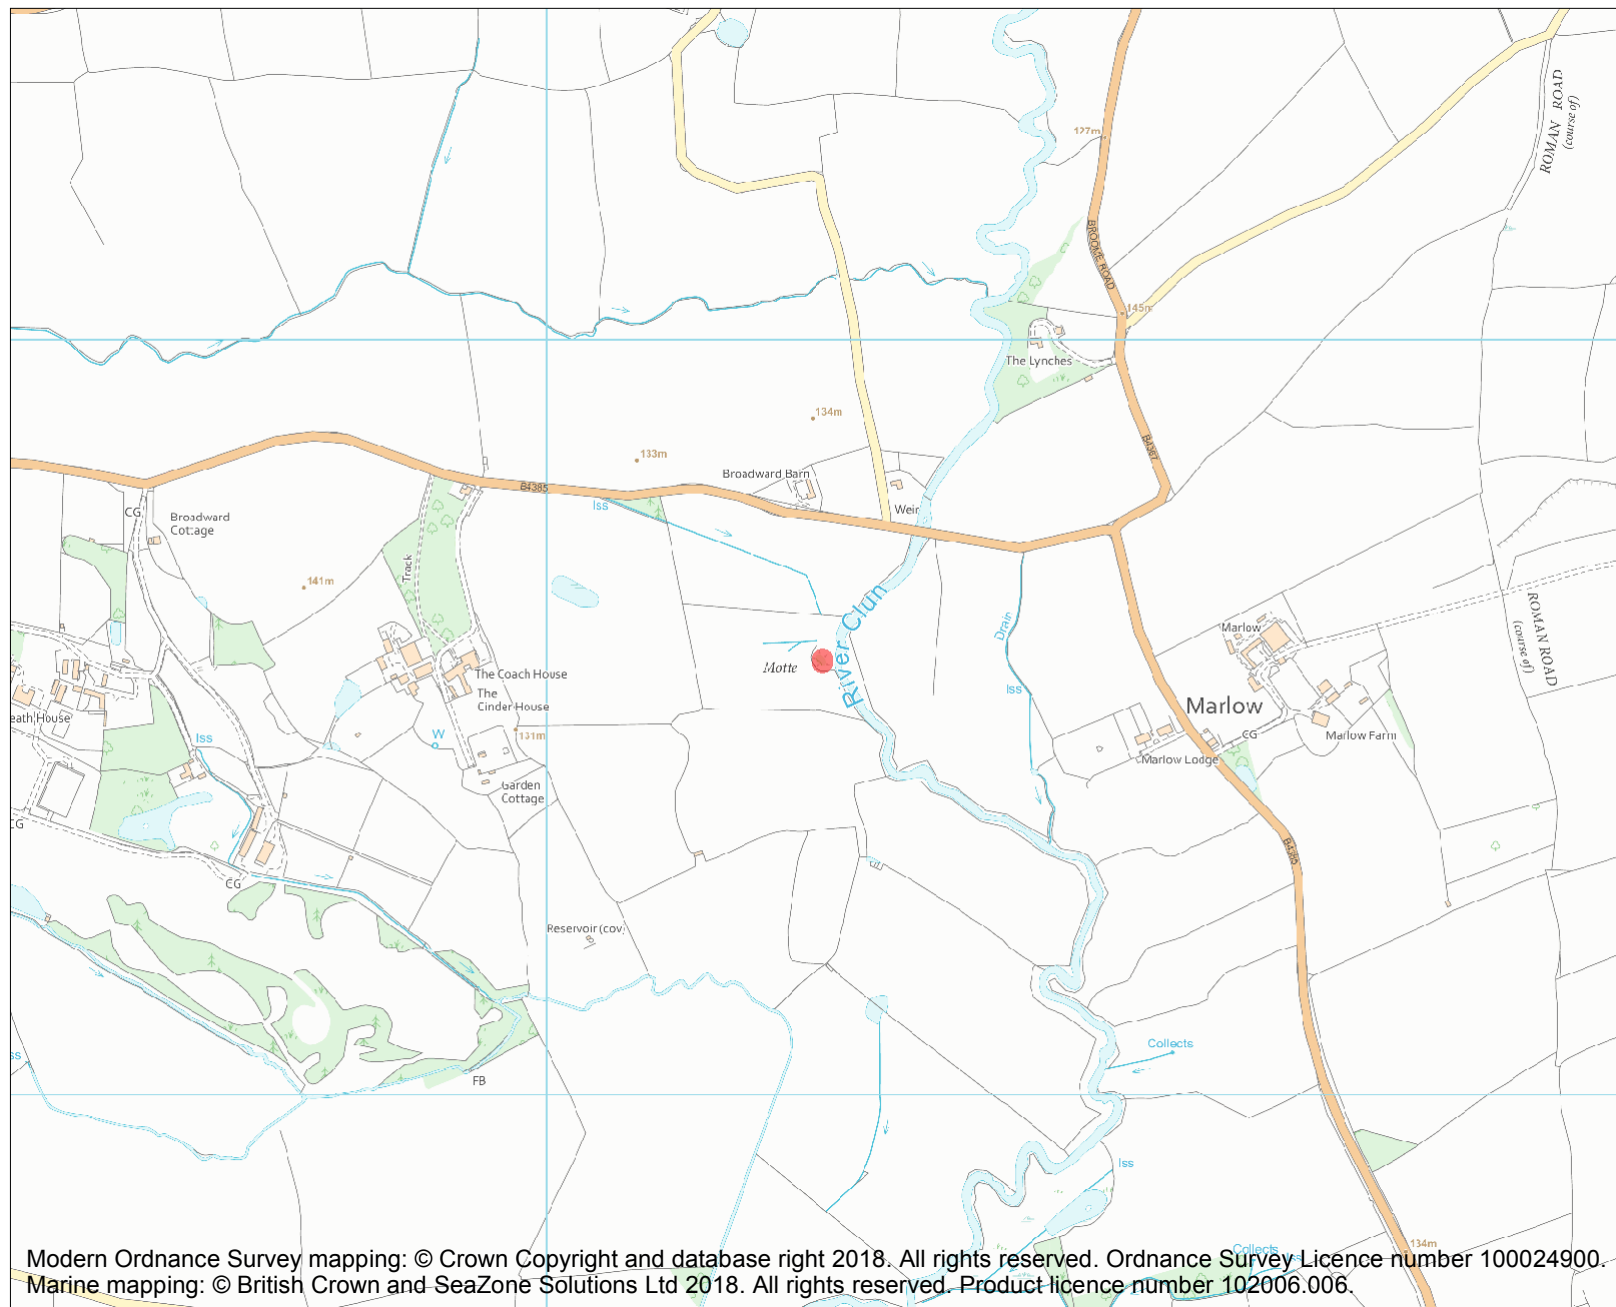 ROMAN ROAD
(course of)
127m
BROOME ROAD
145m
The Lynches
134m
B4367
133m
Broadward Barn
B4385
Iss
Weir
CG
Broadward
Cottage
Track
141m
River Clun
Drain
ROMAN ROAD
(course of)
Marlow
Motte
The Coach House
The
Cinder House
Iss
Marlow
eath House
Iss
W
131m
CG
Marlow Farm
Marlow Lodge
Garden
Cottage
CG
B4385
CG
Reservoir (cov)
Collects
ss
FB
Iss
134m
Collects
Iss
Modern Ordnance Survey mapping: © Crown Copyright and database right 2018. All rights reserved. Ordnance Survey Licence number 100024900.
Marine mapping: © British Crown and SeaZone Solutions Ltd 2018. All rights reserved. Product licence number 102006.006.